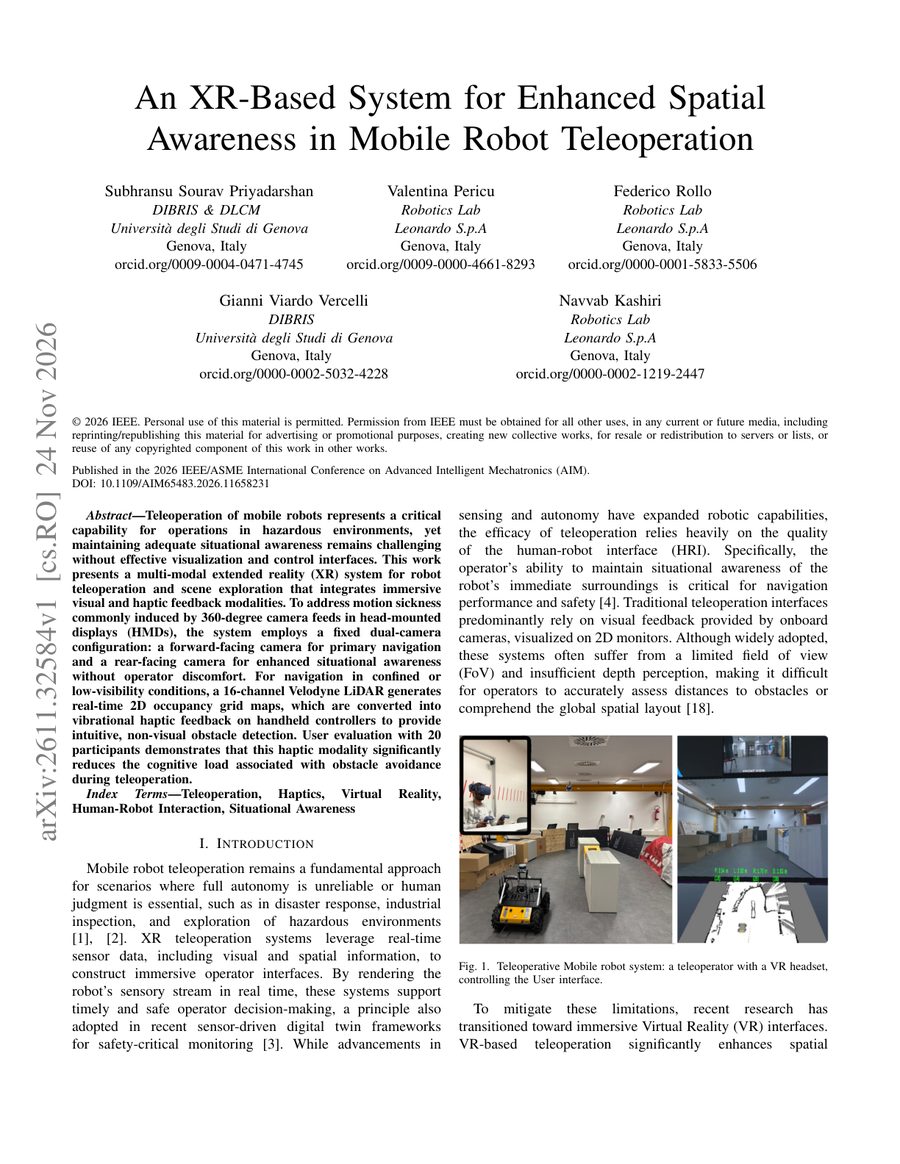 An XR-Based System for Enhanced Spatial
Awareness in Mobile Robot Teleoperation
Subhransu Sourav Priyadarshan
DIBRIS & DLCM
Università degli Studi di Genova
Genova, Italy
orcid.org/0009-0004-0471-4745
Valentina Pericu
Robotics Lab
Leonardo S.p.A
Genova, Italy
orcid.org/0009-0000-4661-8293
Federico Rollo
Robotics Lab
Leonardo S.p.A
Genova, Italy
orcid.org/0000-0001-5833-5506
Gianni Viardo Vercelli
DIBRIS
Università degli Studi di Genova
Genova, Italy
orcid.org/0000-0002-5032-4228
Navvab Kashiri
Robotics Lab
Leonardo S.p.A
Genova, Italy
orcid.org/0000-0002-1219-2447
arXiv:2611.32584v1 [cs.RO] 24 Nov 2026
© 2026 IEEE. Personal use of this material is permitted. Permission from IEEE must be obtained for all other uses, in any current or future media, including
reprinting/republishing this material for advertising or promotional purposes, creating new collective works, for resale or redistribution to servers or lists, or
reuse of any copyrighted component of this work in other works.
Published in the 2026 IEEE/ASME International Conference on Advanced Intelligent Mechatronics (AIM).
DOI: 10.1109/AIM65483.2026.11658231
Abstract—Teleoperation of mobile robots represents a critical
capability for operations in hazardous environments, yet
maintaining adequate situational awareness remains challenging
without effective visualization and control interfaces. This work
presents a multi-modal extended reality (XR) system for robot
teleoperation and scene exploration that integrates immersive
visual and haptic feedback modalities. To address motion sickness
commonly induced by 360-degree camera feeds in head-mounted
displays (HMDs), the system employs a fixed dual-camera
configuration: a forward-facing camera for primary navigation
and a rear-facing camera for enhanced situational awareness
without operator discomfort. For navigation in confined or
low-visibility conditions, a 16-channel Velodyne LiDAR generates
real-time 2D occupancy grid maps, which are converted into
vibrational haptic feedback on handheld controllers to provide
intuitive, non-visual obstacle detection. User evaluation with 20
participants demonstrates that this haptic modality significantly
reduces the cognitive load associated with obstacle avoidance
during teleoperation.
Index Terms—Teleoperation, Haptics, Virtual Reality,
Human-Robot Interaction, Situational Awareness
I. INTRODUCTION
Mobile robot teleoperation remains a fundamental approach
for scenarios where full autonomy is unreliable or human
judgment is essential, such as in disaster response, industrial
inspection, and exploration of hazardous environments
[1], [2]. XR teleoperation systems leverage real-time
sensor data, including visual and spatial information, to
construct immersive operator interfaces. By rendering the
robot's sensory stream in real time, these systems support
timely and safe operator decision-making, a principle also
adopted in recent sensor-driven digital twin frameworks
for safety-critical monitoring [3]. While advancements in
sensing and autonomy have expanded robotic capabilities,
the efficacy of teleoperation relies heavily on the quality
of the human-robot interface (HRI). Specifically, the
operator's ability to maintain situational awareness of the
robot's immediate surroundings is critical for navigation
performance and safety [4]. Traditional teleoperation interfaces
predominantly rely on visual feedback provided by onboard
cameras, visualized on 2D monitors. Although widely adopted,
these systems often suffer from a limited field of view
(FoV) and insufficient depth perception, making it difficult
for operators to accurately assess distances to obstacles or
comprehend the global spatial layout [18].
Fig. 1. Teleoperative Mobile robot system: a teleoperator with a VR headset,
controlling the User interface.
To mitigate these limitations, recent research has
transitioned toward immersive Virtual Reality (VR) interfaces.
VR-based teleoperation significantly enhances spatial